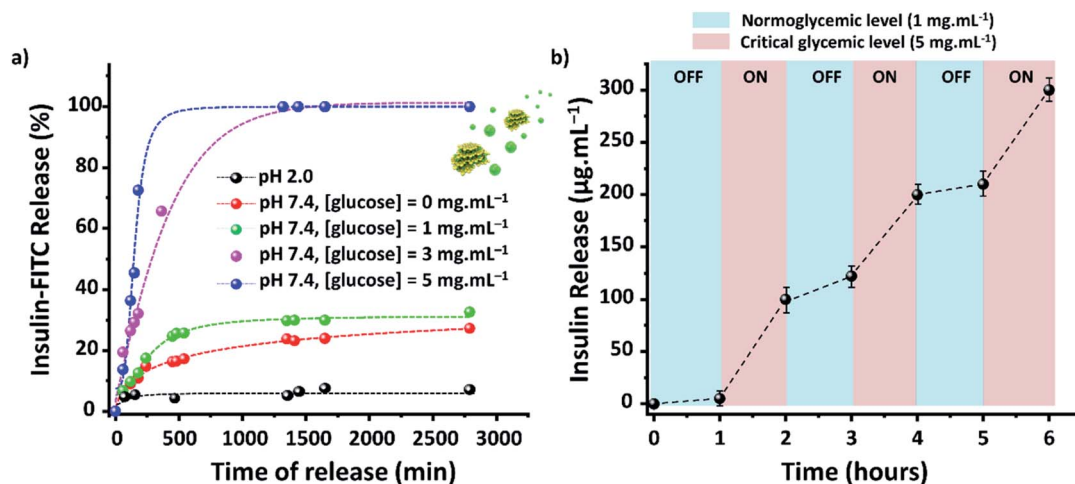 Normoglycemic level (1 mg.mL⁻¹)
Critical glycemic level (5 mg.mL⁻¹)
a)
Insulin-FITC Release (%)
100
80
60
40
20
0
pH 2.0
pH 7.4, [glucose] = 0 mg.mL⁻¹
pH 7.4, [glucose] = 1 mg.mL⁻¹
pH 7.4, [glucose] = 3 mg.mL⁻¹
pH 7.4, [glucose] = 5 mg.mL⁻¹
0 500 1000 1500 2000 2500 3000
Time of release (min)
b)
OFF ON OFF ON OFF ON
Insulin Release (µg.mL⁻¹)
300
200
100
0
0 1 2 3 4 5 6
Time (hours)